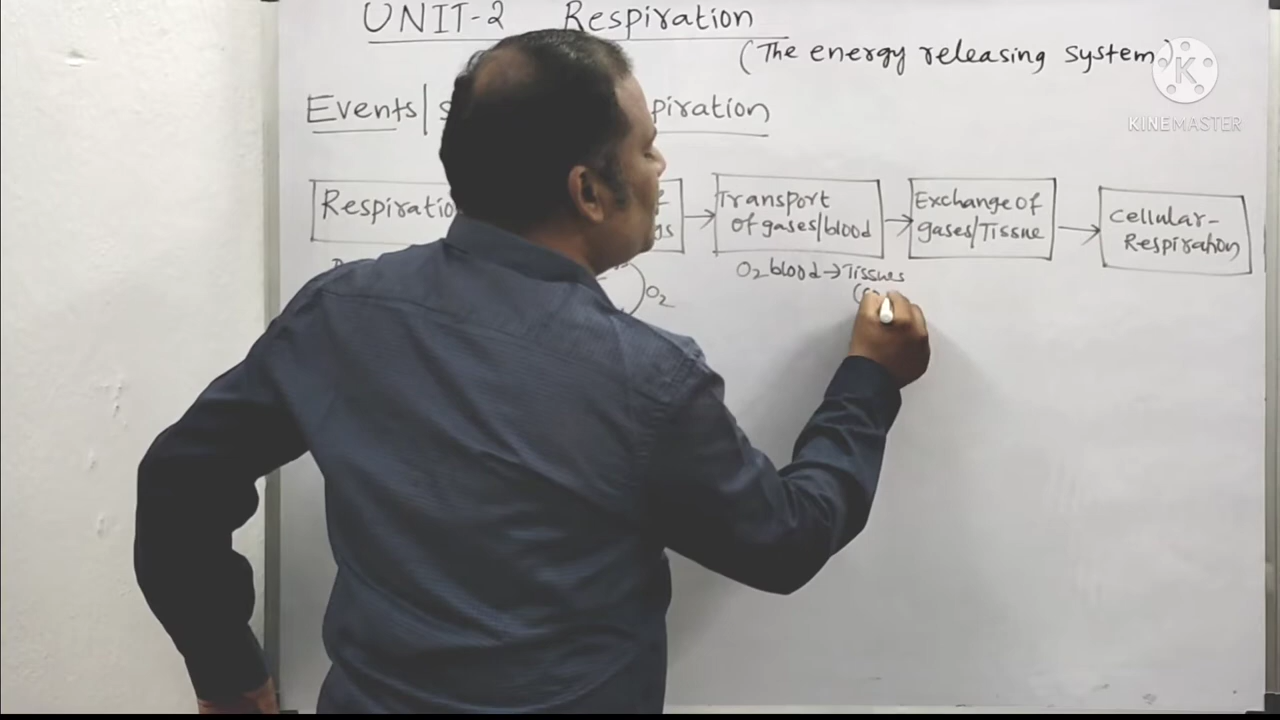 UNIT-2 Respiration
(The energy releasing system)
KINEMASTER
Events/ piration
Respiratio
Transport
of gases/blood
Exchange of
gases/Tissue
Cellular-
Respiration
O2 blood→Tissues
O2